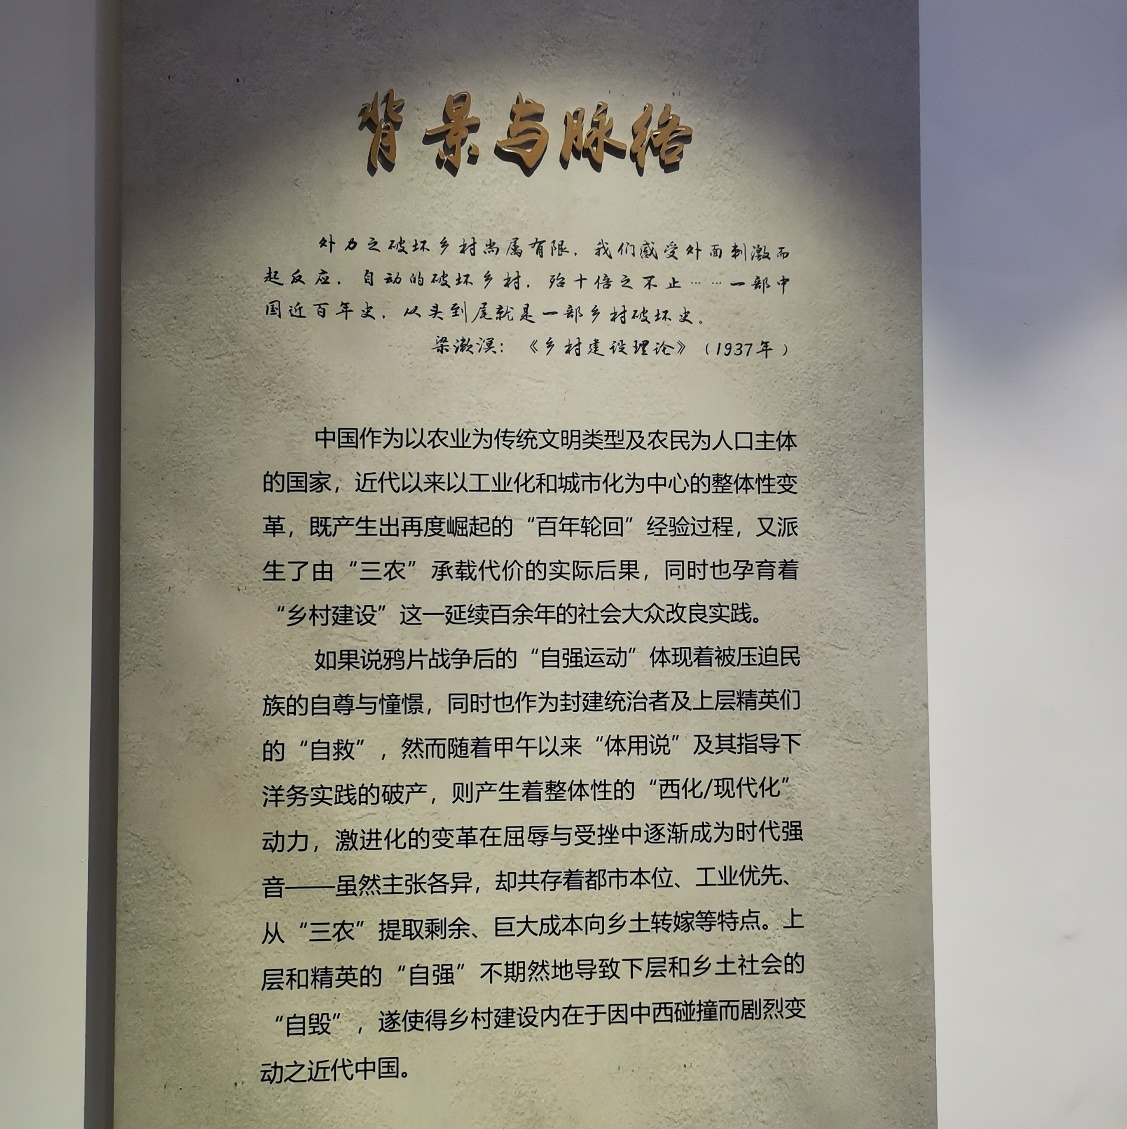 背景与脉络
外力之破坏乡村尚属有限，我们感受外面刺激而
起反应，自动的破坏乡村，殆十倍之不止……一部中
国近百年史，从头到尾就是一部乡村破坏史。
梁漱溟：《乡村建设理论》（1937年）
中国作为以农业为传统文明类型及农民为人口主体
的国家，近代以来以工业化和城市化为中心的整体性变
革，既产生出再度崛起的“百年轮回”经验过程，又派
生了由“三农”承载代价的实际后果，同时也孕育着
“乡村建设”这一延续百余年的社会大众改良实践。
如果说鸦片战争后的“自强运动”体现着被压迫民
族的自尊与憧憬，同时也作为封建统治者及上层精英们
的“自救”，然而随着甲午以来“体用说”及其指导下
洋务实践的破产，则产生着整体性的“西化/现代化”
动力，激进化的变革在屈辱与受挫中逐渐成为时代强
音——虽然主张各异，却共存着都市本位、工业优先、
从“三农”提取剩余、巨大成本向乡土转嫁等特点。上
层和精英的“自强”不期然地导致下层和乡土社会的
“自毁”，遂使得乡村建设内在于因中西碰撞而剧烈变
动之近代中国。